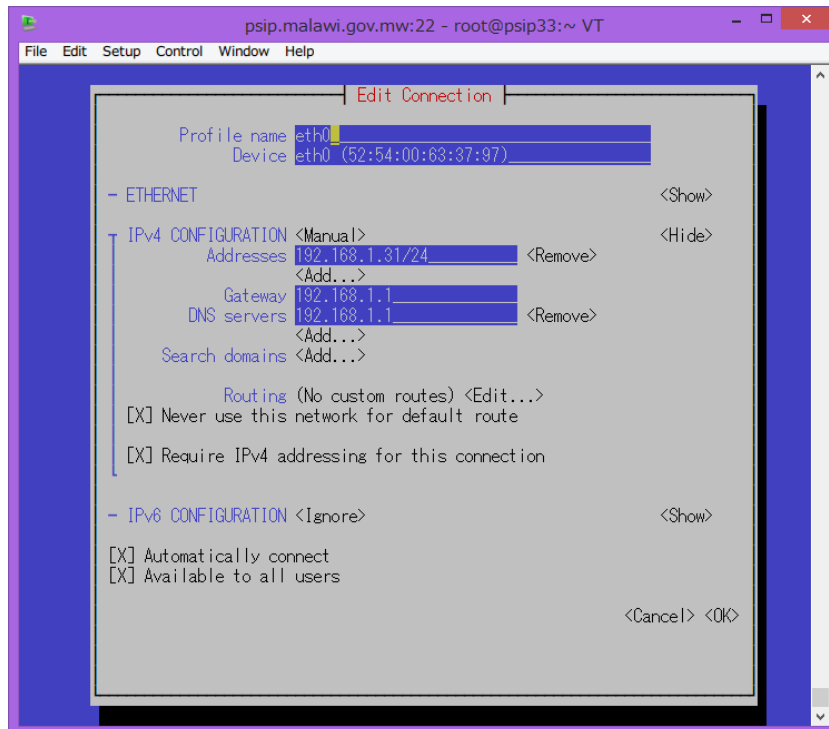 psip.malawi.gov.mw:22 - root@psip33:~ VT
File Edit Setup Control Window Help
Edit Connection
Profile name eth0
Device eth0 (52:54:00:63:37:97)
- ETHERNET <Show>
IPv4 CONFIGURATION <Manual> <Hide>
Addresses 192.168.1.31/24 <Remove>
<Add...>
Gateway 192.168.1.1
DNS servers 192.168.1.1 <Remove>
<Add...>
Search domains <Add...>
Routing (No custom routes) <Edit...>
[X] Never use this network for default route
[X] Require IPv4 addressing for this connection
- IPv6 CONFIGURATION <Ignore> <Show>
[X] Automatically connect
[X] Available to all users
<Cancel> <OK>